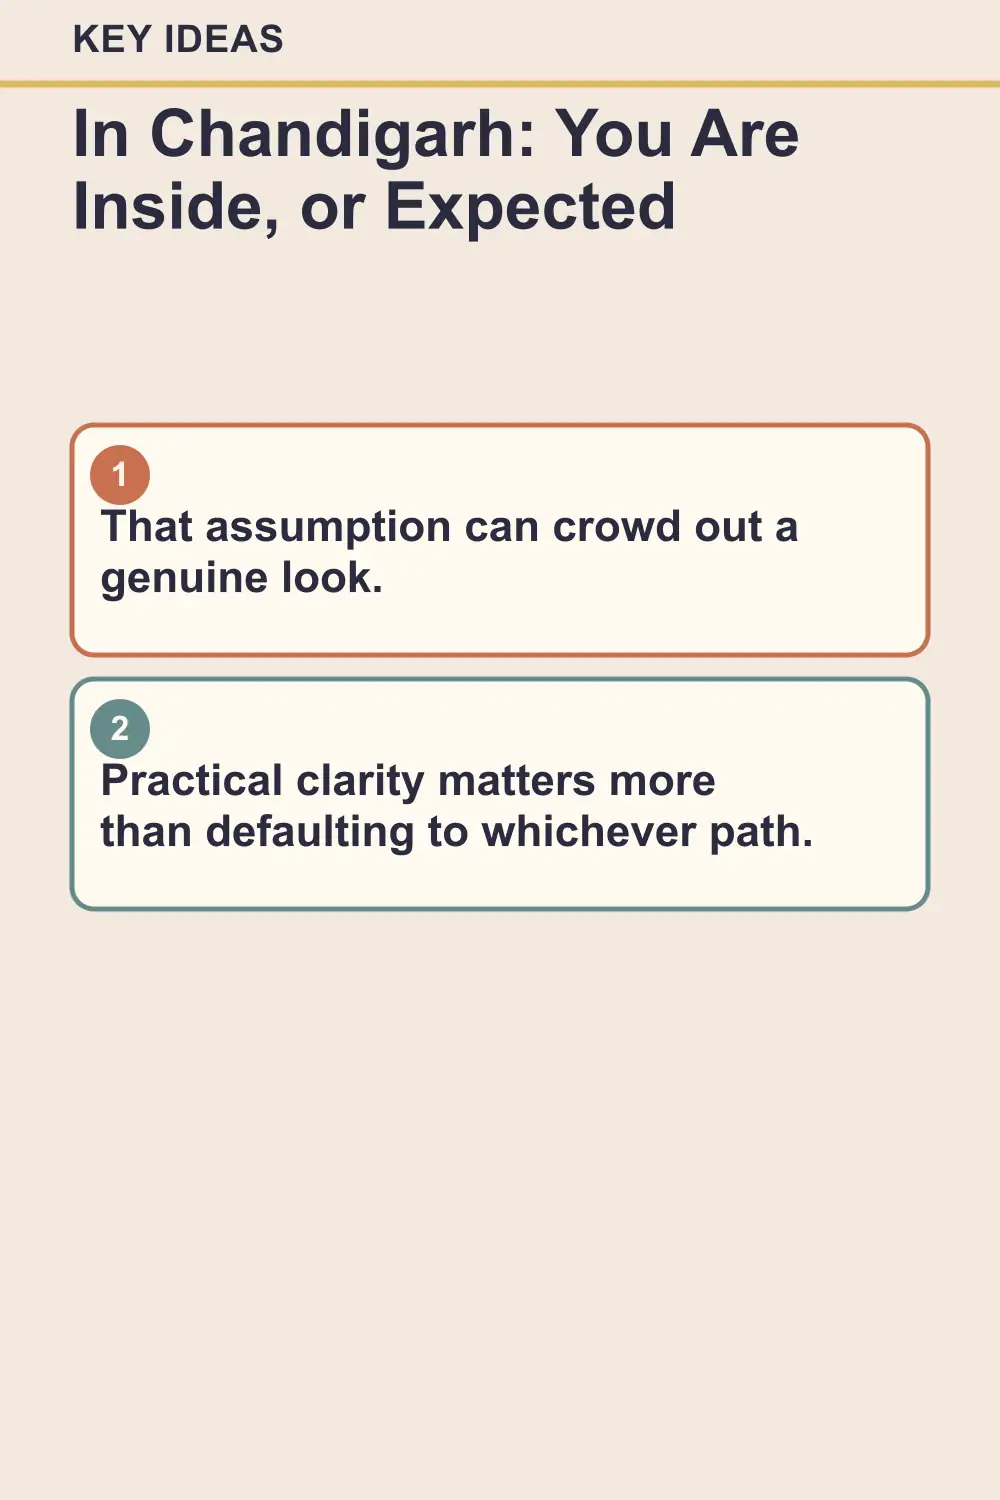 KEY IDEAS
In Chandigarh: You Are
Inside, or Expected
1
That assumption can crowd out a
genuine look.
2
Practical clarity matters more
than defaulting to whichever path.